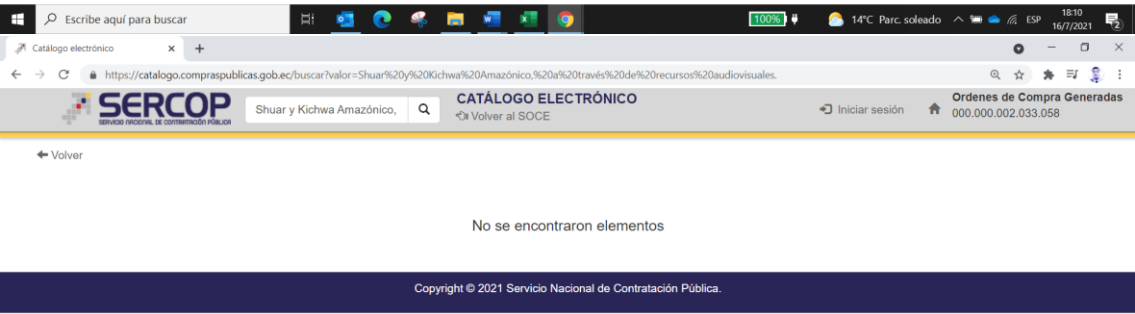 Escribe aquí para buscar
100%
14°C Parc. soleado
ESP
18:10
16/7/2021
2
Catálogo electrónico
https://catalogo.compraspublicas.gob.ec/buscar?valor=Shuar%20y%20Kichwa%20Amazónico,%20a%20través%20de%20recursos%20audiovisuales.
SERCOP
SERVICIO NACIONAL DE CONTRATACIÓN PÚBLICA
Shuar y Kichwa Amazónico,
CATÁLOGO ELECTRÓNICO
Volver al SOCE
Iniciar sesión
Ordenes de Compra Generadas
000.000.002.033.058
Volver
No se encontraron elementos
Copyright © 2021 Servicio Nacional de Contratación Pública.